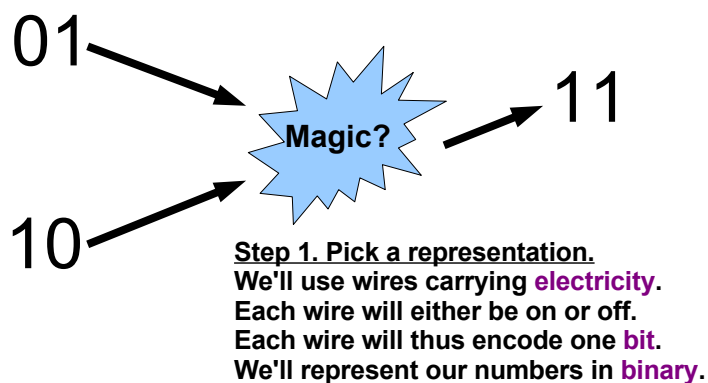 01
Magic?
11
10
Step 1. Pick a representation.
We'll use wires carrying electricity.
Each wire will either be on or off.
Each wire will thus encode one bit.
We'll represent our numbers in binary.